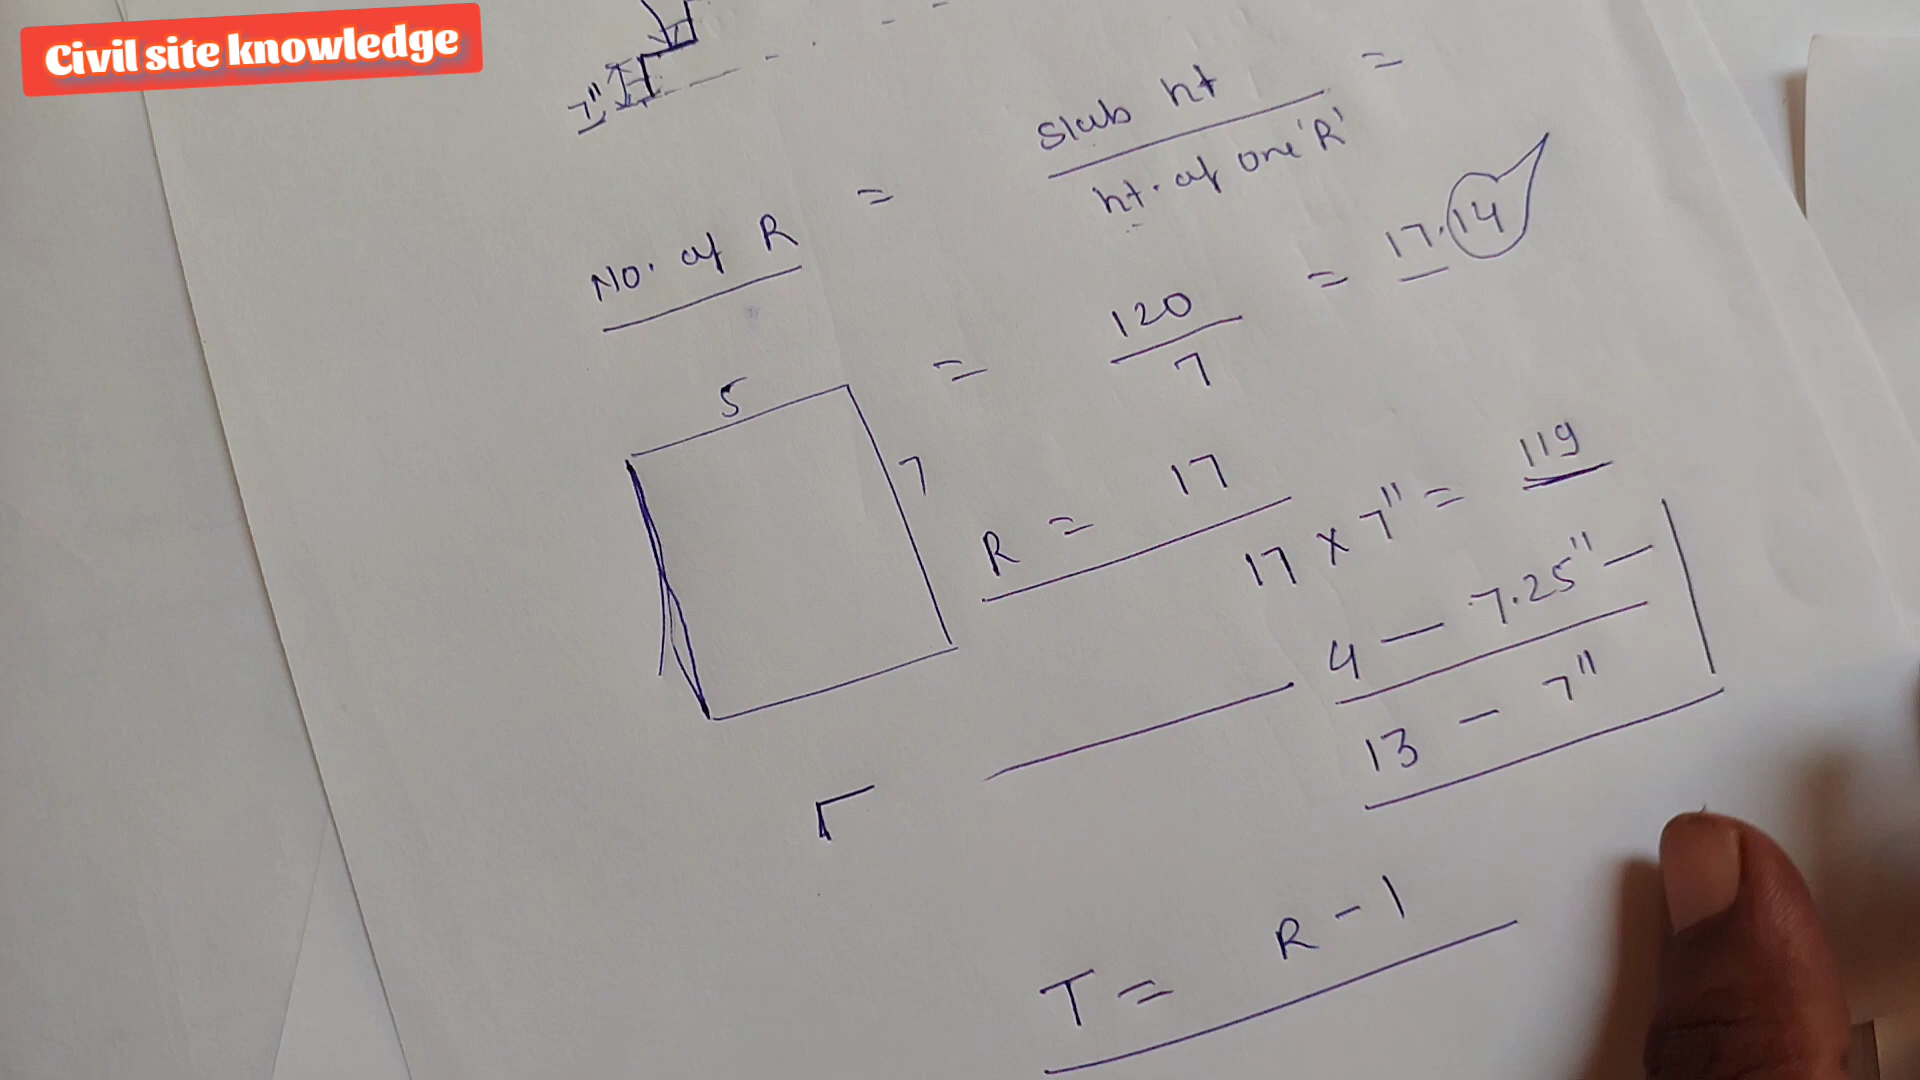 Civil site knowledge
7"
No. of R = slab ht / ht. of one 'R' =
= 120 / 7 = 17.14
5
7
R = 17
17 x 7" = 119
4 — 7.25" —
13 — 7"
T = R - 1